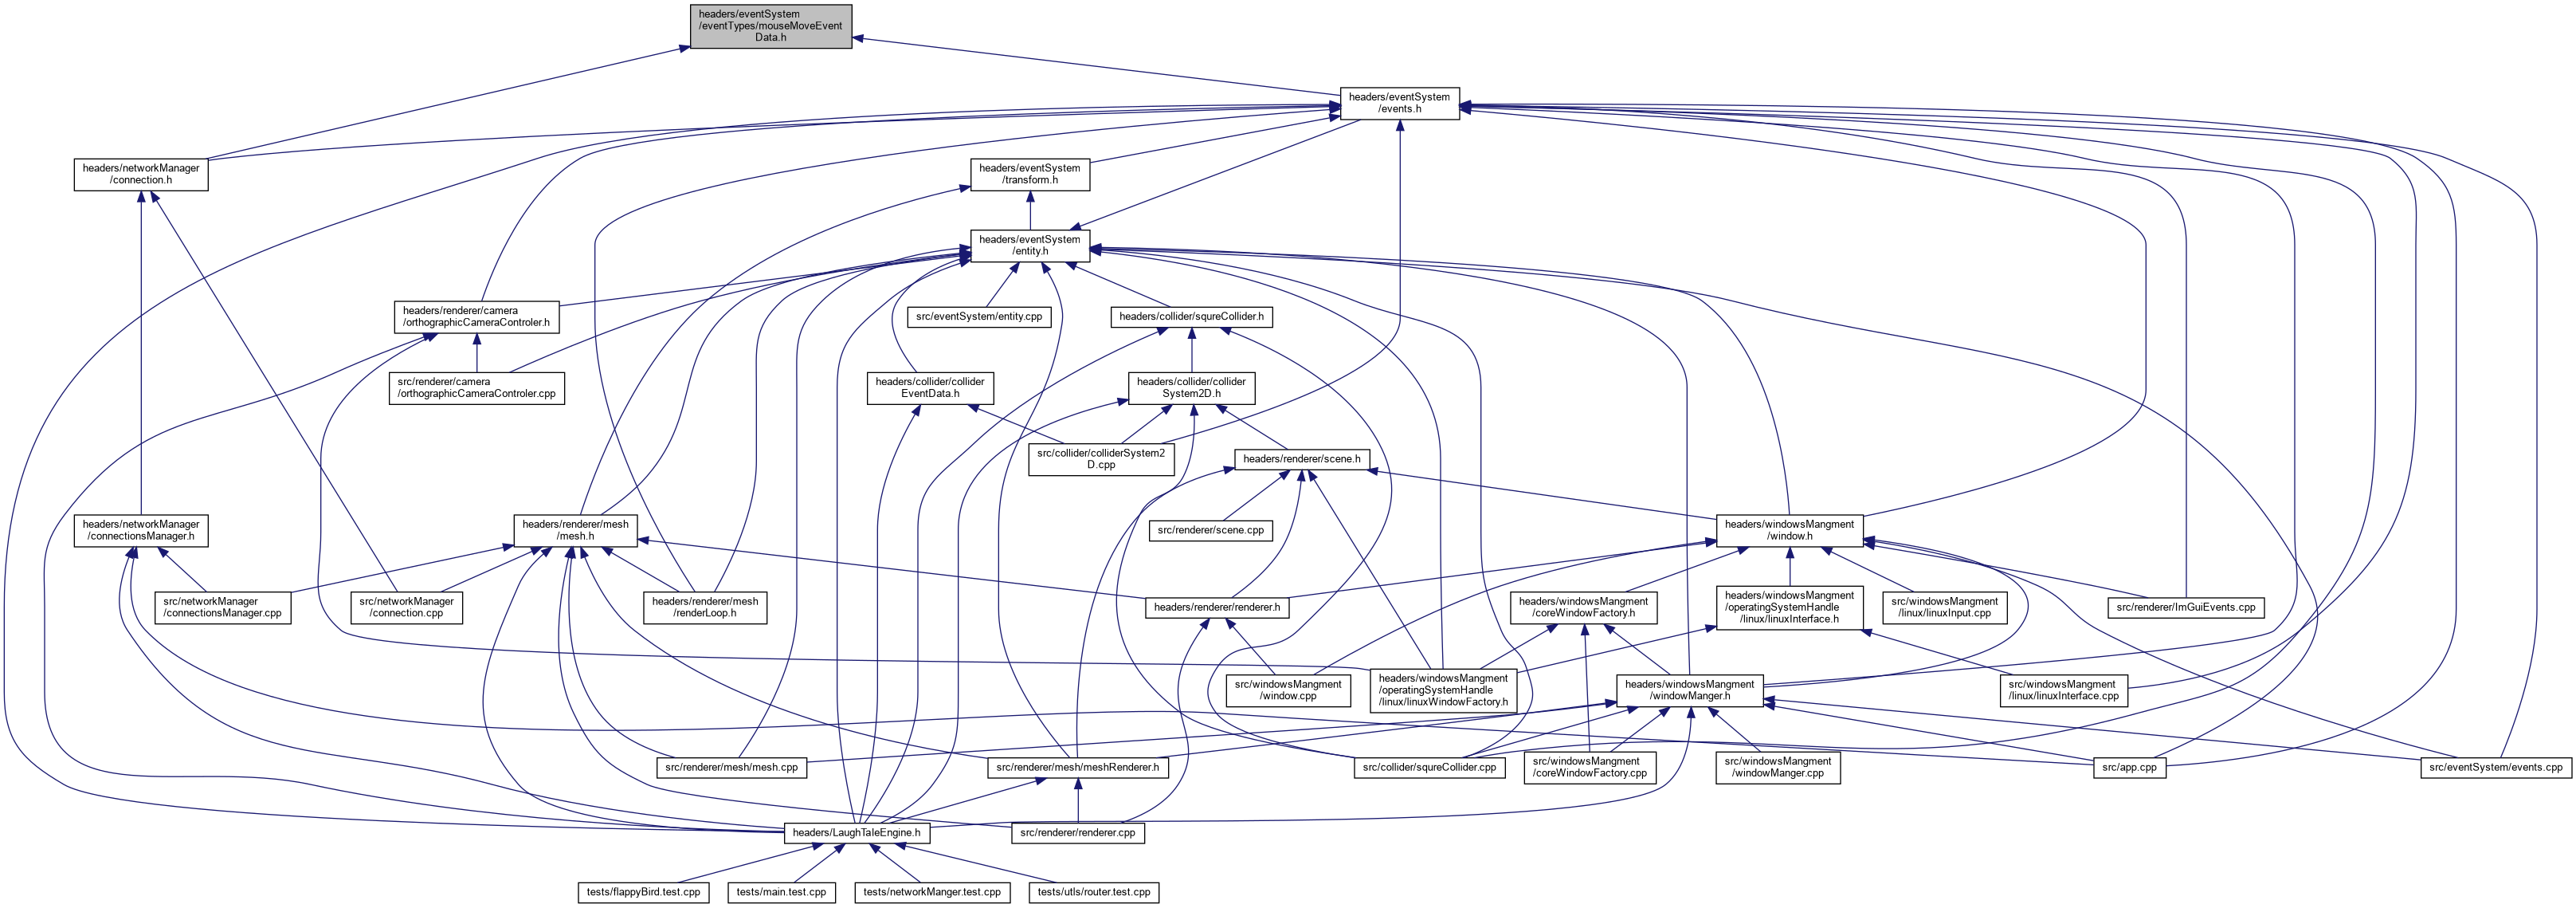 headers/eventSystem
/eventTypes/mouseMoveEvent
Data.h
headers/eventSystem
/events.h
headers/networkManager
/connection.h
headers/eventSystem
/transform.h
headers/eventSystem
/entity.h
headers/renderer/camera
/orthographicCameraControler.h
src/eventSystem/entity.cpp
headers/collider/squreCollider.h
src/renderer/camera
/orthographicCameraControler.cpp
headers/collider/collider
EventData.h
headers/collider/collider
System2D.h
src/collider/colliderSystem2
D.cpp
headers/renderer/scene.h
headers/networkManager
/connectionsManager.h
headers/renderer/mesh
/mesh.h
src/renderer/scene.cpp
headers/windowsMangment
/window.h
src/networkManager
/connectionsManager.cpp
src/networkManager
/connection.cpp
headers/renderer/mesh
/renderLoop.h
headers/renderer/renderer.h
headers/windowsMangment
/coreWindowFactory.h
headers/windowsMangment
/operatingSystemHandle
/linux/linuxInterface.h
src/windowsMangment
/linux/linuxInput.cpp
src/renderer/ImGuiEvents.cpp
src/windowsMangment
/window.cpp
headers/windowsMangment
/operatingSystemHandle
/linux/linuxWindowFactory.h
headers/windowsMangment
/windowManger.h
src/windowsMangment
/linux/linuxInterface.cpp
src/renderer/mesh/mesh.cpp
src/renderer/mesh/meshRenderer.h
src/collider/squreCollider.cpp
src/windowsMangment
/coreWindowFactory.cpp
src/windowsMangment
/windowManger.cpp
src/app.cpp
src/eventSystem/events.cpp
headers/LaughTaleEngine.h
src/renderer/renderer.cpp
tests/flappyBird.test.cpp
tests/main.test.cpp
tests/networkManger.test.cpp
tests/utls/router.test.cpp